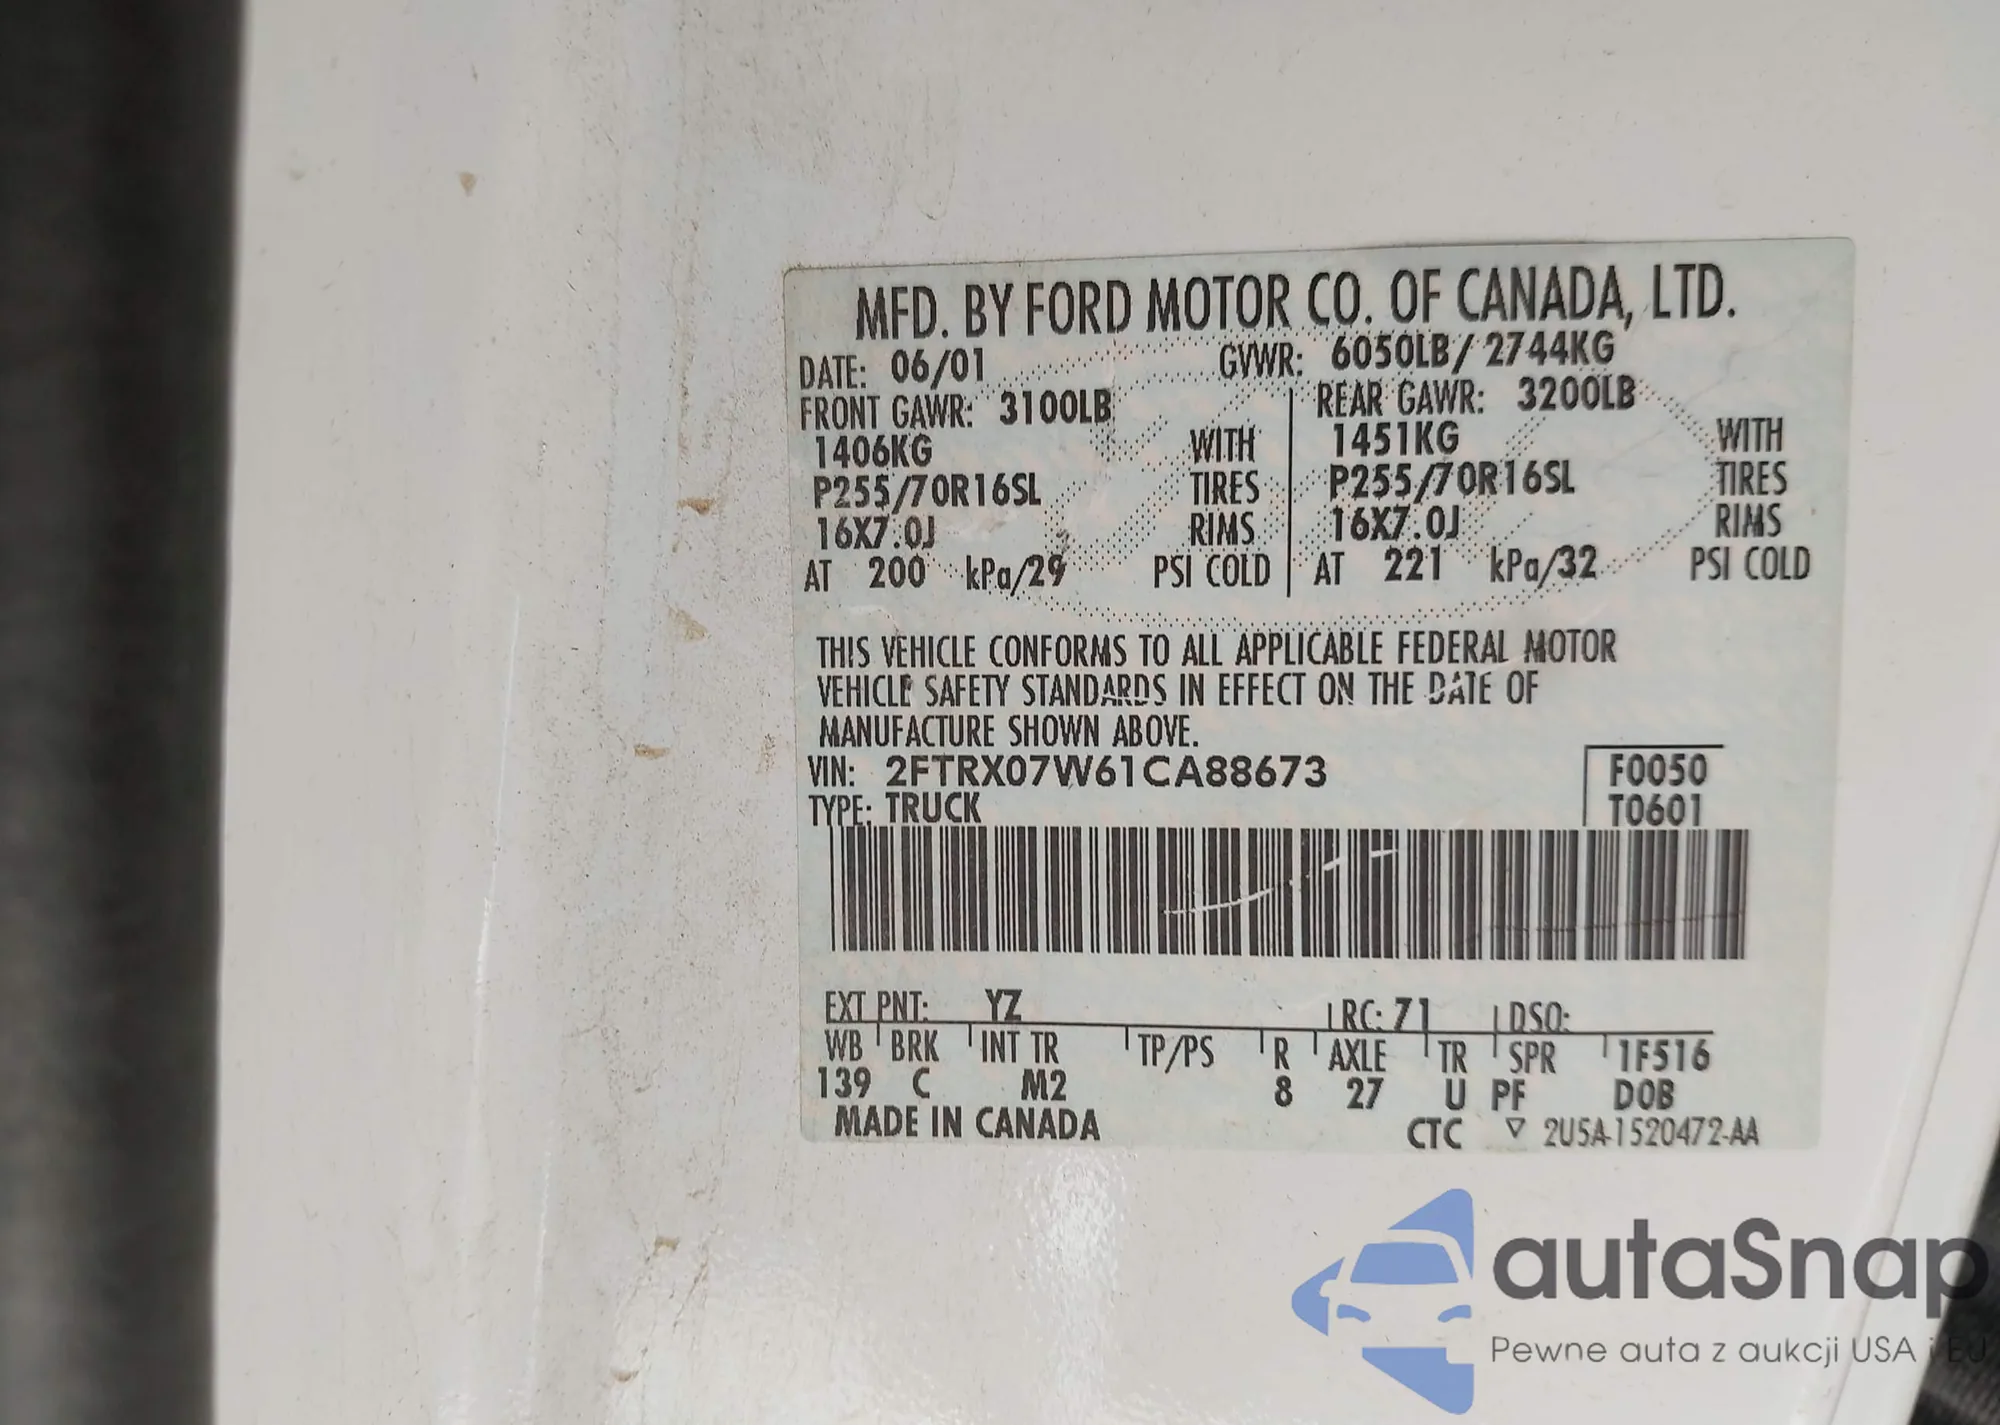 MFD. BY FORD MOTOR CO. OF CANADA, LTD.
DATE: 06/01 GVWR: 6050LB/ 2744KG
FRONT GAWR: 3100LB REAR GAWR: 3200LB
1406KG WITH 1451KG WITH
P255/70R16SL TIRES P255/70R16SL TIRES
16X7.0J RIMS 16X7.0J RIMS
AT 200 kPa/29 PSI COLD AT 221 kPa/32 PSI COLD
THIS VEHICLE CONFORMS TO ALL APPLICABLE FEDERAL MOTOR
VEHICLE SAFETY STANDARDS IN EFFECT ON THE DATE OF
MANUFACTURE SHOWN ABOVE.
VIN: 2FTRX07W61CA88673 F0050
TYPE: TRUCK T0601
EXT PNT: YZ RC: 71 DSO:
WB BRK INT TR TP/PS R AXLE TR SPR 1F516
139 C M2 8 27 U PF DOB
MADE IN CANADA CTC ▽ 2U5A-1520472-AA
autaSnap
Pewne auta z aukcji USA i EU